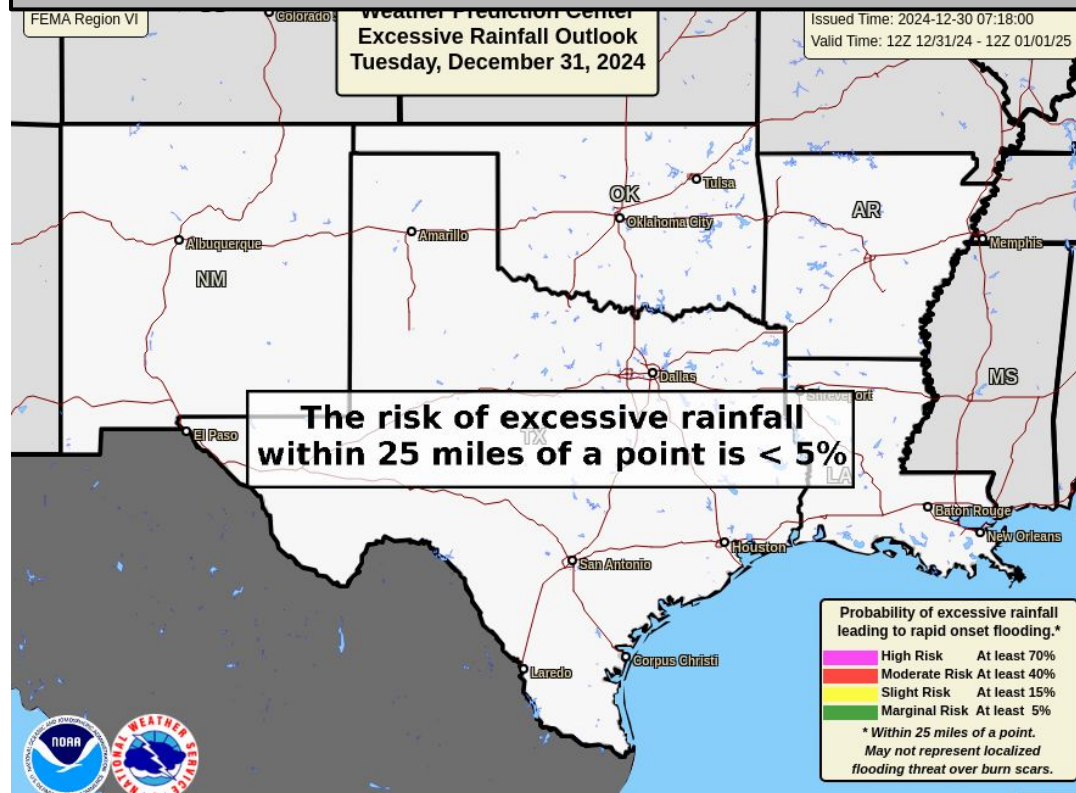 FEMA Region VI
Colorado
Weather Prediction Center
Excessive Rainfall Outlook
Tuesday, December 31, 2024
Issued Time: 2024-12-30 07:18:00
Valid Time: 12Z 12/31/24 - 12Z 01/01/25
Tulsa
OK
Oklahoma City
AR
Albuquerque
Amarillo
Memphis
NM
Dallas
MS
Shreveport
The risk of excessive rainfall
within 25 miles of a point is < 5%
El Paso
TX
LA
Baton Rouge
New Orleans
Houston
San Antonio
Corpus Christi
Laredo
Probability of excessive rainfall
leading to rapid onset flooding.*
High Risk At least 70%
Moderate Risk At least 40%
Slight Risk At least 15%
Marginal Risk At least 5%
* Within 25 miles of a point.
May not represent localized
flooding threat over burn scars.
NOAA
NATIONAL WEATHER SERVICE